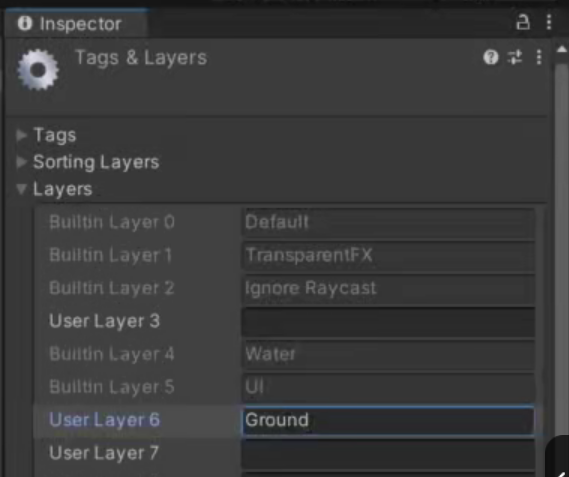 Inspector
Tags & Layers
Tags
Sorting Layers
Layers
Builtin Layer 0 Default
Builtin Layer 1 TransparentFX
Builtin Layer 2 Ignore Raycast
User Layer 3
Builtin Layer 4 Water
Builtin Layer 5 UI
User Layer 6 Ground
User Layer 7